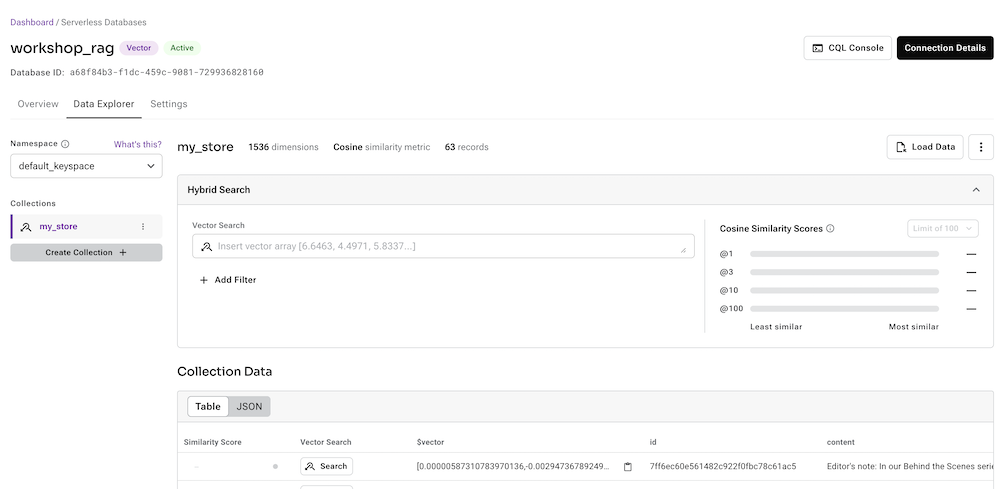 Dashboard / Serverless Databases
workshop_rag Vector Active
CQL Console Connection Details
Database ID: a68f84b3-f1dc-459c-9081-729936828160
Overview Data Explorer Settings
Namespace What's this?
default_keyspace
Collections
my_store
Create Collection +
my_store 1536 dimensions Cosine similarity metric 63 records
Load Data
Hybrid Search
Vector Search
Insert vector array [6.6463, 4.4971, 5.8337...]
+ Add Filter
Cosine Similarity Scores Limit of 100
@1 —
@3 —
@10 —
@100 —
Least similar Most similar
Collection Data
Table JSON
Similarity Score Vector Search $vector id content
– Search [0.00000587310783970136,-0.00294736789249... 7ff6ec60e561482c922f0fbc78c61ac5 Editor's note: In our Behind the Scenes serie